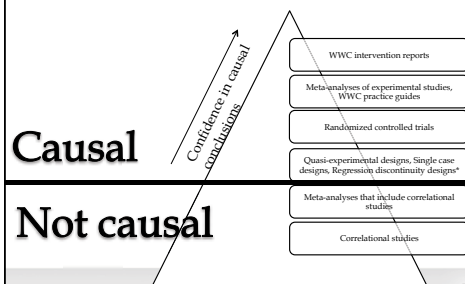 Causal
Not causal
Confidence in causal
conclusions
WWC intervention reports
Meta-analyses of experimental studies,
WWC practice guides
Randomized controlled trials
Quasi-experimental designs, Single case
designs, Regression discontinuity designs*
Meta-analyses that include correlational
studies
Correlational studies